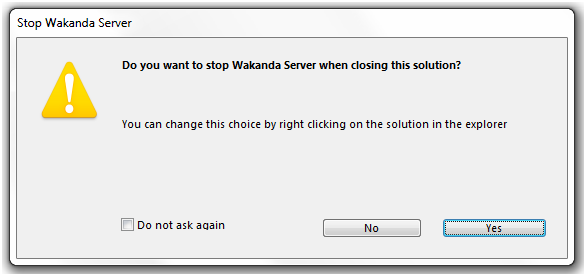 Stop Wakanda Server
Do you want to stop Wakanda Server when closing this solution?
You can change this choice by right clicking on the solution in the explorer
Do not ask again
No
Yes